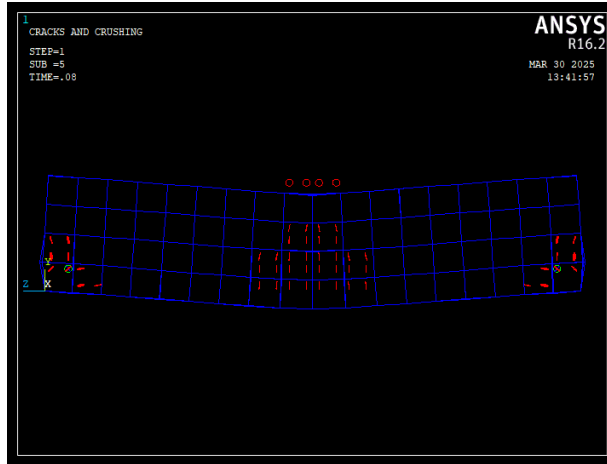 1
CRACKS AND CRUSHING
STEP=1
SUB =5
TIME=.08
ANSYS
R16.2
MAR 30 2025
13:41:57
Y
Z X